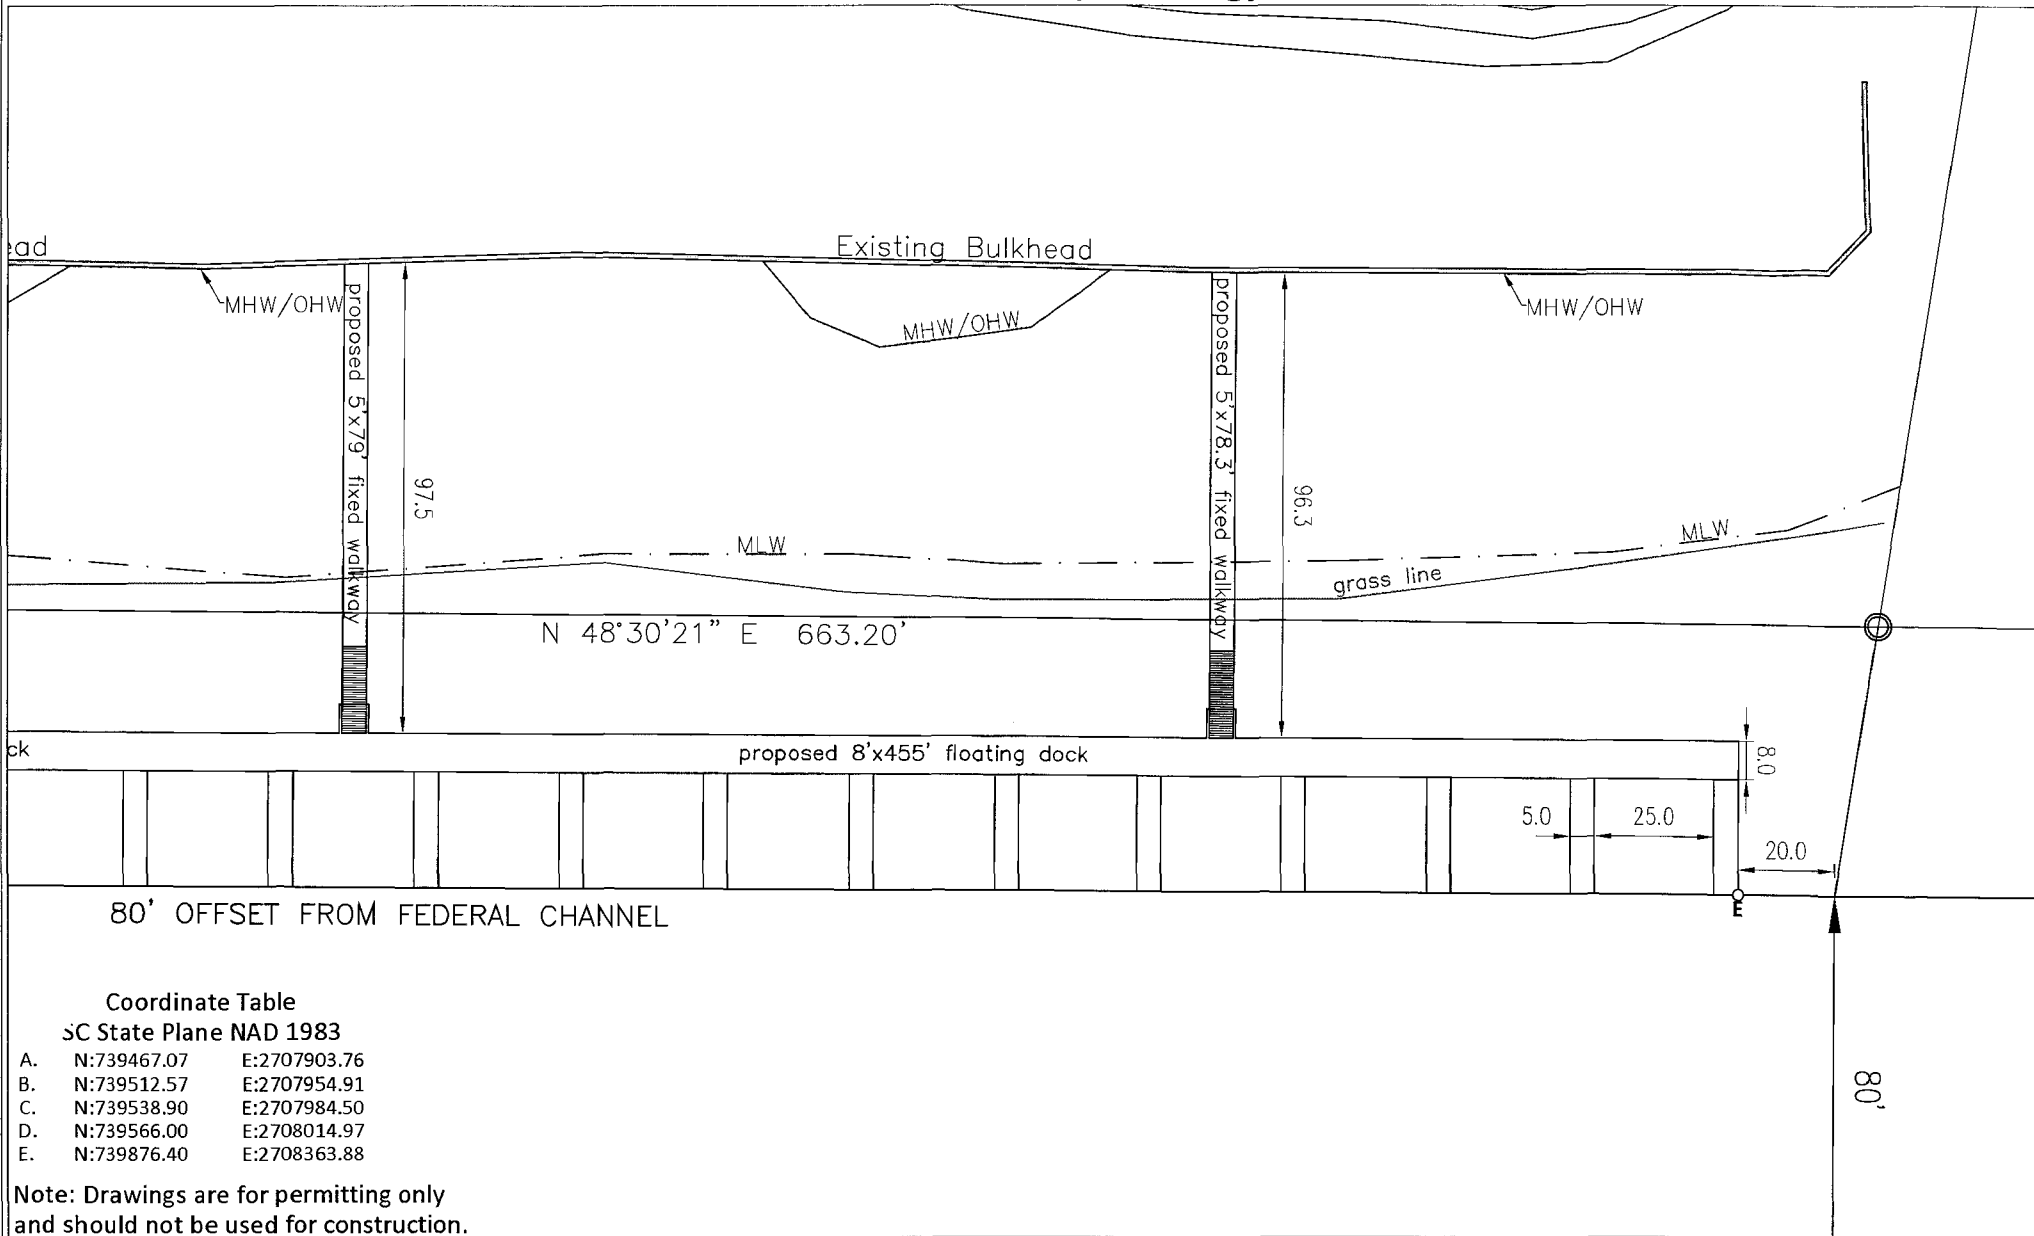 Existing Bulkhead
MHW/OHW
MHW/OHW
MHW/OHW
proposed 5'x79' fixed walkway
97.5
proposed 5'x78.3' fixed walkway
96.3
MLW
MLW
grass line
N 48°30'21" E 663.20'
ck
proposed 8'x455' floating dock
8.0
5.0
25.0
20.0
E
80' OFFSET FROM FEDERAL CHANNEL
80'
Coordinate Table
SC State Plane NAD 1983
A. N:739467.07 E:2707903.76
B. N:739512.57 E:2707954.91
C. N:739538.90 E:2707984.50
D. N:739566.00 E:2708014.97
E. N:739876.40 E:2708363.88
Note: Drawings are for permitting only
and should not be used for construction.